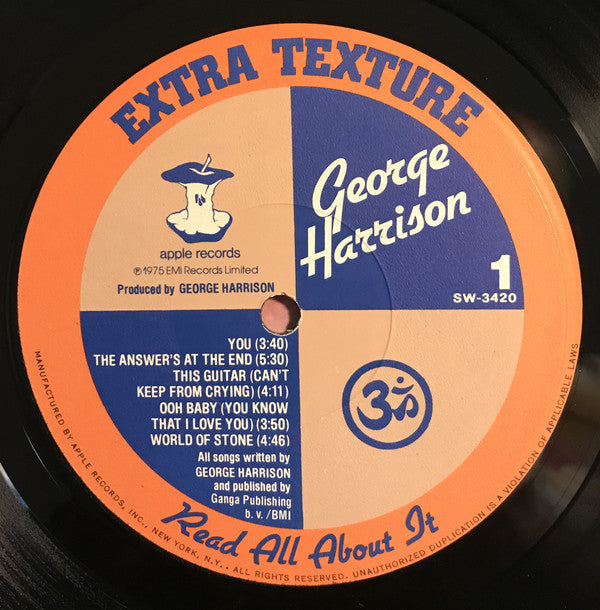 EXTRA TEXTURE
George
Harrison
apple records
℗1975 EMI Records Limited
Produced by GEORGE HARRISON
1
SW-3420
YOU (3:40)
THE ANSWER'S AT THE END (5:30)
THIS GUITAR (CAN'T
KEEP FROM CRYING) (4:11)
OOH BABY (YOU KNOW
THAT I LOVE YOU) (3:50)
WORLD OF STONE (4:46)
All songs written by
GEORGE HARRISON
and published by
Ganga Publishing
b. v. /BMI
ॐ
Read All About It
MANUFACTURED BY APPLE RECORDS, INC., NEW YORK, N.Y. . ALL RIGHTS RESERVED. UNAUTHORIZED DUPLICATION IS A VIOLATION OF APPLICABLE LAWS